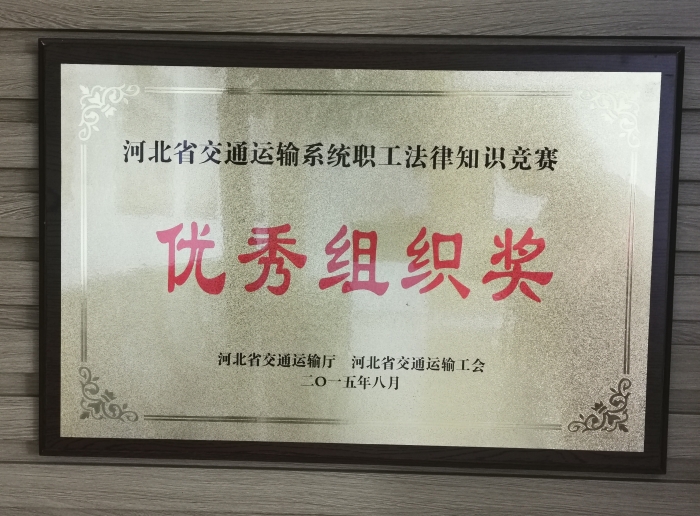 河北省交通运输系统职工法律知识竞赛
优秀组织奖
河北省交通运输厅 河北省交通运输工会
二〇一五年八月